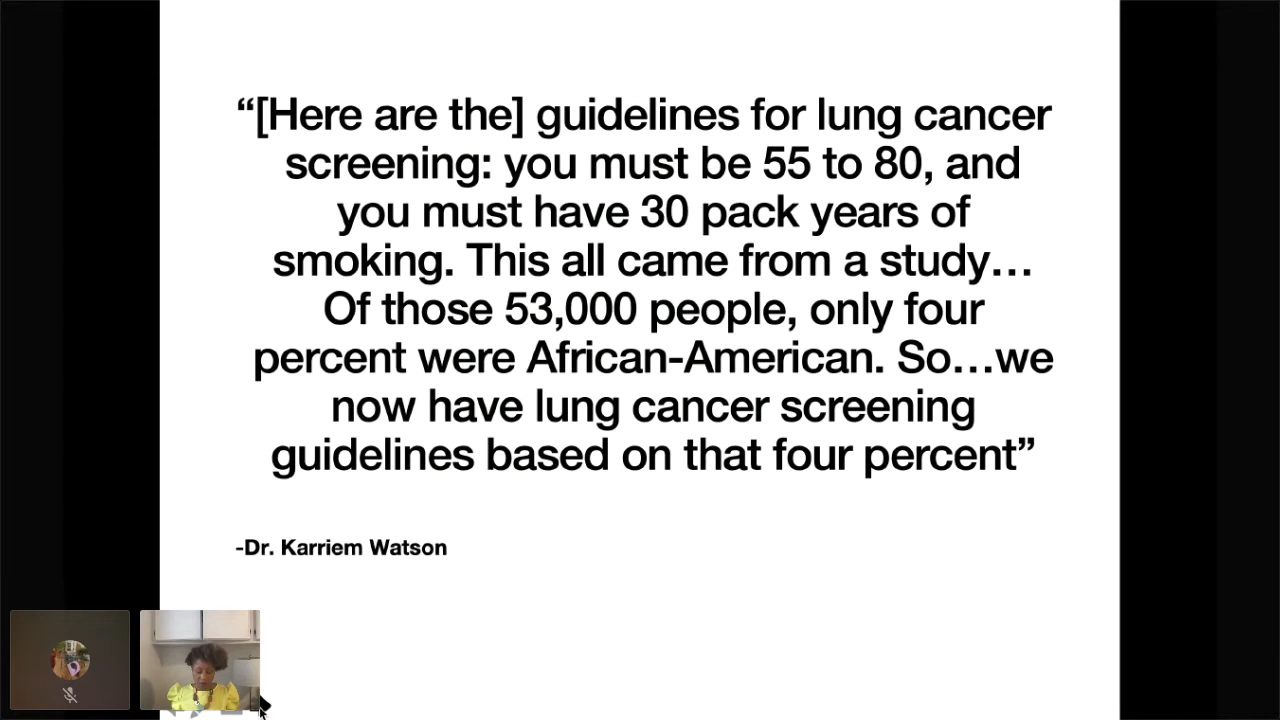 “[Here are the] guidelines for lung cancer
screening: you must be 55 to 80, and
you must have 30 pack years of
smoking. This all came from a study…
Of those 53,000 people, only four
percent were African-American. So…we
now have lung cancer screening
guidelines based on that four percent”
-Dr. Karriem Watson